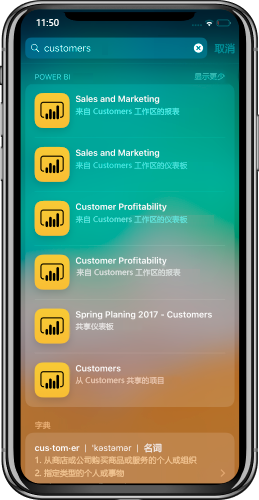 11:50
customers
取消
POWER BI
显示更少
Sales and Marketing
来自 Customers 工作区的报表
Sales and Marketing
来自 Customers 工作区的仪表板
Customer Profitability
来自 Customers 工作区的仪表板
Customer Profitability
来自 Customers 工作区的报表
Spring Planing 2017 - Customers
共享仪表板
Customers
从 Customers 共享的项目
字典
cus·tom·er | 'kəstəmər | 名词
1. 从商店或公司购买商品或服务的个人或组织
2. 指定类型的个人或事物